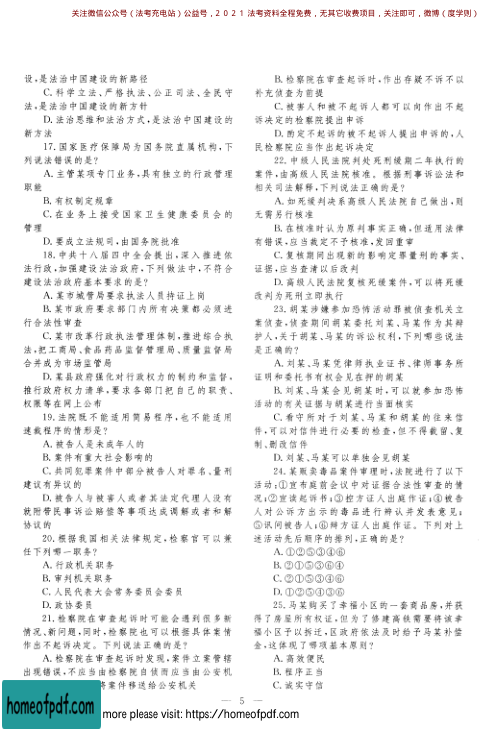 关注微信公众号（法考充电站）公益号，2021法考资料全程免费，无其它收费项目，关注即可，微博（度学则）
设,是法治中国建设的新路径
C.科学立法、严格执法、公正司法、全民守
法,是法治中国建设的新方针
D.法治思维和法治方式,是法治中国建设的
新方法
17.国家医疗保障局为国务院直属机构,下
列说法错误的是?
A.主管某项专门业务,具有独立的行政管理
职能
B.有权制定规章
C.在业务上接受国家卫生健康委员会的
管理
D.要成立法规司,由国务院批准
18.中共十八届四中全会提出,深入推进依
法行政,加强建设法治政府,下列做法中,不符合
建设法治政府基本要求的是?
A.某市城管局要求执法人员持证上岗
B.某市政府要求部门内所有决策都必须进
行合法性审查
C.某市改革行政执法管理体制,推进综合执
法,把工商局、食品药品监督管理局、质量监督局
合并成为市场监管局
D.某县政府强化对行政权力的制约和监督,
推行政府权力清单,要求各部门把自己的职责、
权限等在网上公布
19.法院既不能适用简易程序,也不能适用
速裁程序的情形是?
A.被告人是未成年人的
B.案件有重大社会影响的
C.共同犯罪案件中部分被告人对罪名、量刑
建议有异议的
D.被告人与被害人或者其法定代理人没有
就附带民事诉讼赔偿等事项达成调解或者和解
协议的
20.根据我国相关法律规定,检察官可以兼
任下列哪一职务?
A.行政机关职务
B.审判机关职务
C.人民代表大会常务委员会委员
D.政协委员
21.检察院在审查起诉时可能会遇到很多新
情况、新问题,同时,检察院也可以根据具体案情
作出不起诉决定。下列说法正确的是?
A.检察院在审查起诉时发现,案件立案管辖
出现错误,不应当由检察院自侦而应当由公安机
将案件移送给公安机关
B.检察院在审查起诉时,作出存疑不诉不以
补充侦查为前提
C.被害人和被不起诉人都可以向作出不起
诉决定的检察院提出申诉
D.酌定不起诉的被不起诉人提出申诉的,人
民检察院应当作出起诉决定
22.中级人民法院判处死刑缓期二年执行的
案件,由高级人民法院核准。根据刑事诉讼法和
相关司法解释,下列说法正确的是?
A.如死缓判决系高级人民法院自己做出,则
无需另行核准
B.在核准时认为原判事实正确,但适用法律
有错误,应当裁定不予核准,发回重审
C.复核期间出现新的影响定罪量刑的事实、
证据,应当查清以后改判
D.高级人民法院复核死缓案件,可以将死缓
改判为死刑立即执行
23.胡某涉嫌参加恐怖活动罪被侦查机关立
案侦查,侦查期间胡某委托刘某、马某作为其辩
护人,关于胡某、马某的诉讼权利,下列哪些说法
是正确的?
A.刘某、马某凭律师执业证书、律师事务所
证明和委托书有权会见在押的胡某
B.刘某、马某会见胡某时,可以就参加恐怖
活动的有关证据与胡某进行当面核实
C.看守所对于刘某、马某和胡某的往来信
件,可以对信件进行必要的检查,但不得截留、复
制、删改信件
D.刘某、马某可以单独会见胡某
24.某贩卖毒品案件审理时,法院进行了以下
活动:①宣布庭前会议中对证据合法性审查的情
况;②宣读起诉书;③控方证人出庭作证;④被告
人对公诉方出示的毒品进行辨认并发表意见;
⑤讯问被告人;⑥辩方证人出庭作证。下列对上
述活动先后顺序的排列,正确的是?
A.①②⑤③④⑥
B.②①⑤③⑥④
C.②①⑤③④⑥
D.①②⑤④③⑥
25.马某购买了幸福小区的一套商品房,并获
得了房屋所有权证,但为了修建高铁需要将该幸
福小区予以拆迁,区政府依法及时给予马某补偿
金,这体现了哪项基本原则?
A.高效便民
B.程序正当
C.诚实守信
— 5 —
homeofpdf.com
more please visit: https://homeofpdf.com